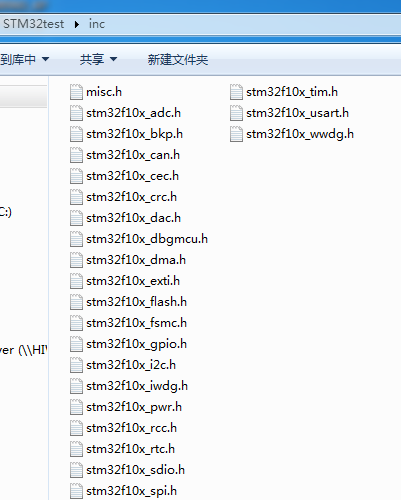 STM32test ▸ inc
到库中 共享 新建文件夹
misc.h
stm32f10x_adc.h
stm32f10x_bkp.h
stm32f10x_can.h
stm32f10x_cec.h
stm32f10x_crc.h
stm32f10x_dac.h
stm32f10x_dbgmcu.h
stm32f10x_dma.h
stm32f10x_exti.h
stm32f10x_flash.h
stm32f10x_fsmc.h
stm32f10x_gpio.h
stm32f10x_i2c.h
stm32f10x_iwdg.h
stm32f10x_pwr.h
stm32f10x_rcc.h
stm32f10x_rtc.h
stm32f10x_sdio.h
stm32f10x_spi.h
stm32f10x_tim.h
stm32f10x_usart.h
stm32f10x_wwdg.h
C:)
ver (\\HI